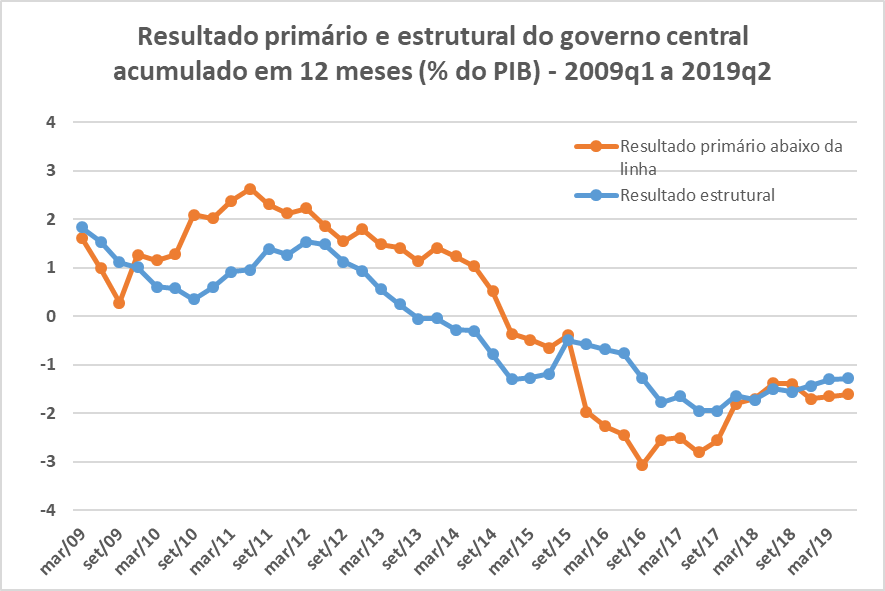 Resultado primário e estrutural do governo central
acumulado em 12 meses (% do PIB) - 2009q1 a 2019q2
4
3
2
1
0
-1
-2
-3
-4
Resultado primário abaixo da
linha
Resultado estrutural
mar/09
set/09
mar/10
set/10
mar/11
set/11
mar/12
set/12
mar/13
set/13
mar/14
set/14
mar/15
set/15
mar/16
set/16
mar/17
set/17
mar/18
set/18
mar/19